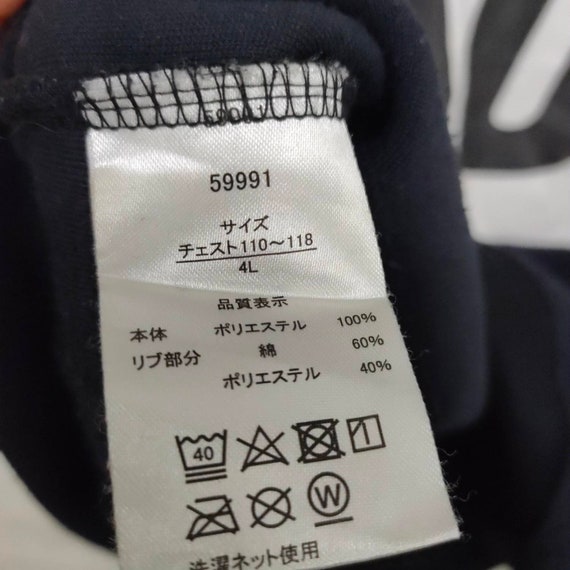 59991
サイズ
チェスト110～118
4L
品質表示
本体 ポリエステル 100%
リブ部分 綿 60%
ポリエステル 40%
40
W
洗濯ネット使用